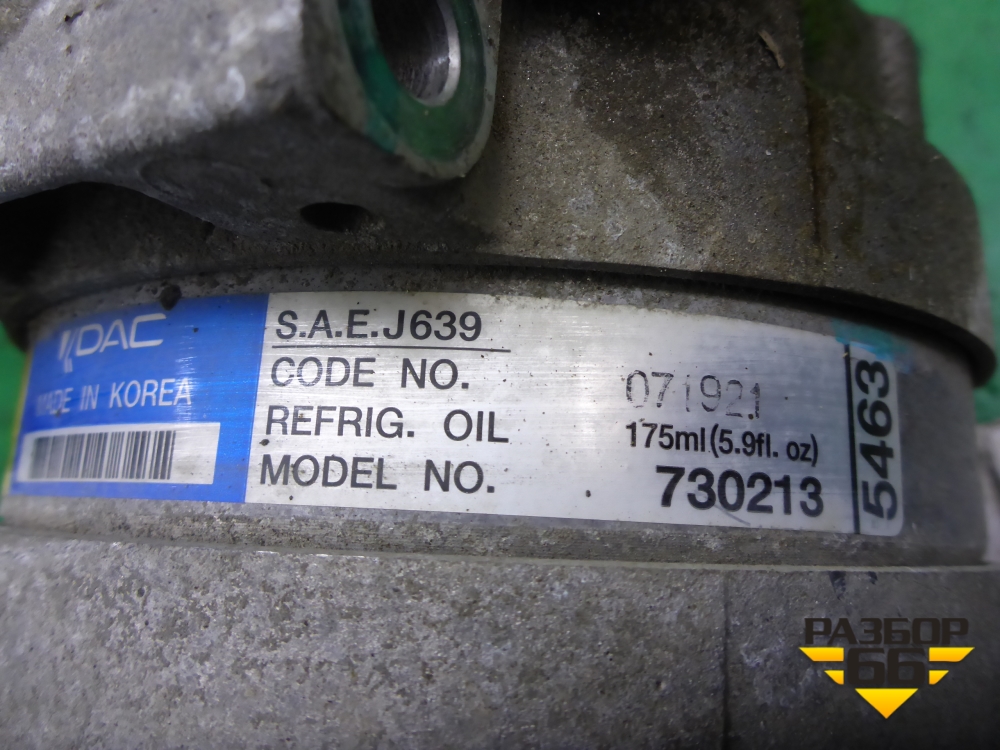 KDAC
MADE IN KOREA
S.A.E.J639
CODE NO. 071921
REFRIG. OIL 175ml(5.9fl. oz)
MODEL NO. 730213
5463
РАЗБОР
66